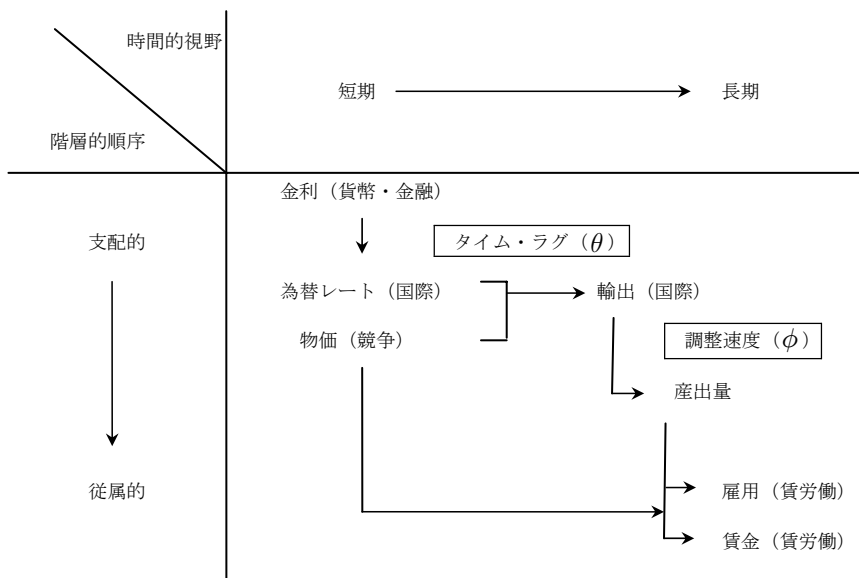 時間的視野
短期
長期
階層的順序
金利（貨幣・金融）
支配的
タイム・ラグ（θ）
為替レート（国際）
輸出（国際）
物価（競争）
調整速度（ϕ）
産出量
従属的
雇用（賃労働）
賃金（賃労働）